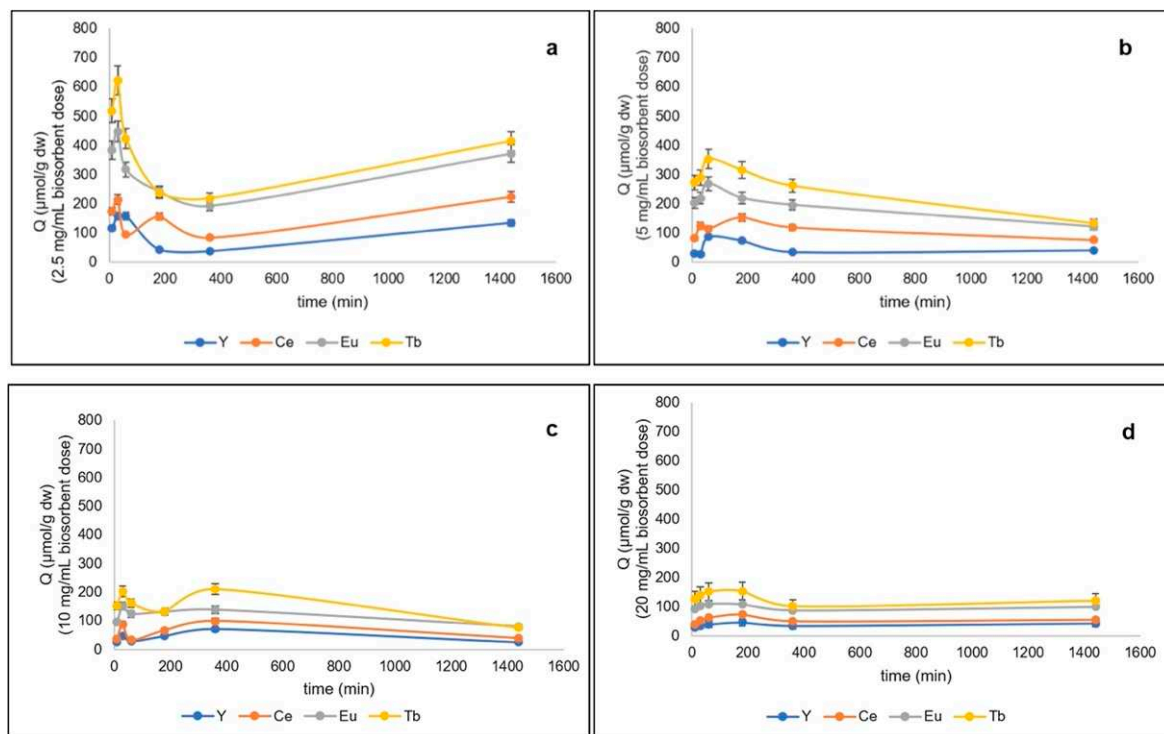 a
Q (µmol/g dw)
(2.5 mg/mL biosorbent dose)
800
700
600
500
400
300
200
100
0
0 200 400 600 800 1000 1200 1400 1600
time (min)
Y Ce Eu Tb
b
Q (µmol/g dw)
(5 mg/mL biosorbent dose)
800
700
600
500
400
300
200
100
0
0 200 400 600 800 1000 1200 1400 1600
time (min)
Y Ce Eu Tb
c
Q (µmol/g dw)
(10 mg/mL biosorbent dose)
800
700
600
500
400
300
200
100
0
0 200 400 600 800 1000 1200 1400 1600
time (min)
Y Ce Eu Tb
d
Q (µmol/g dw)
(20 mg/mL biosorbent dose)
800
700
600
500
400
300
200
100
0
0 200 400 600 800 1000 1200 1400 1600
time (min)
Y Ce Eu Tb